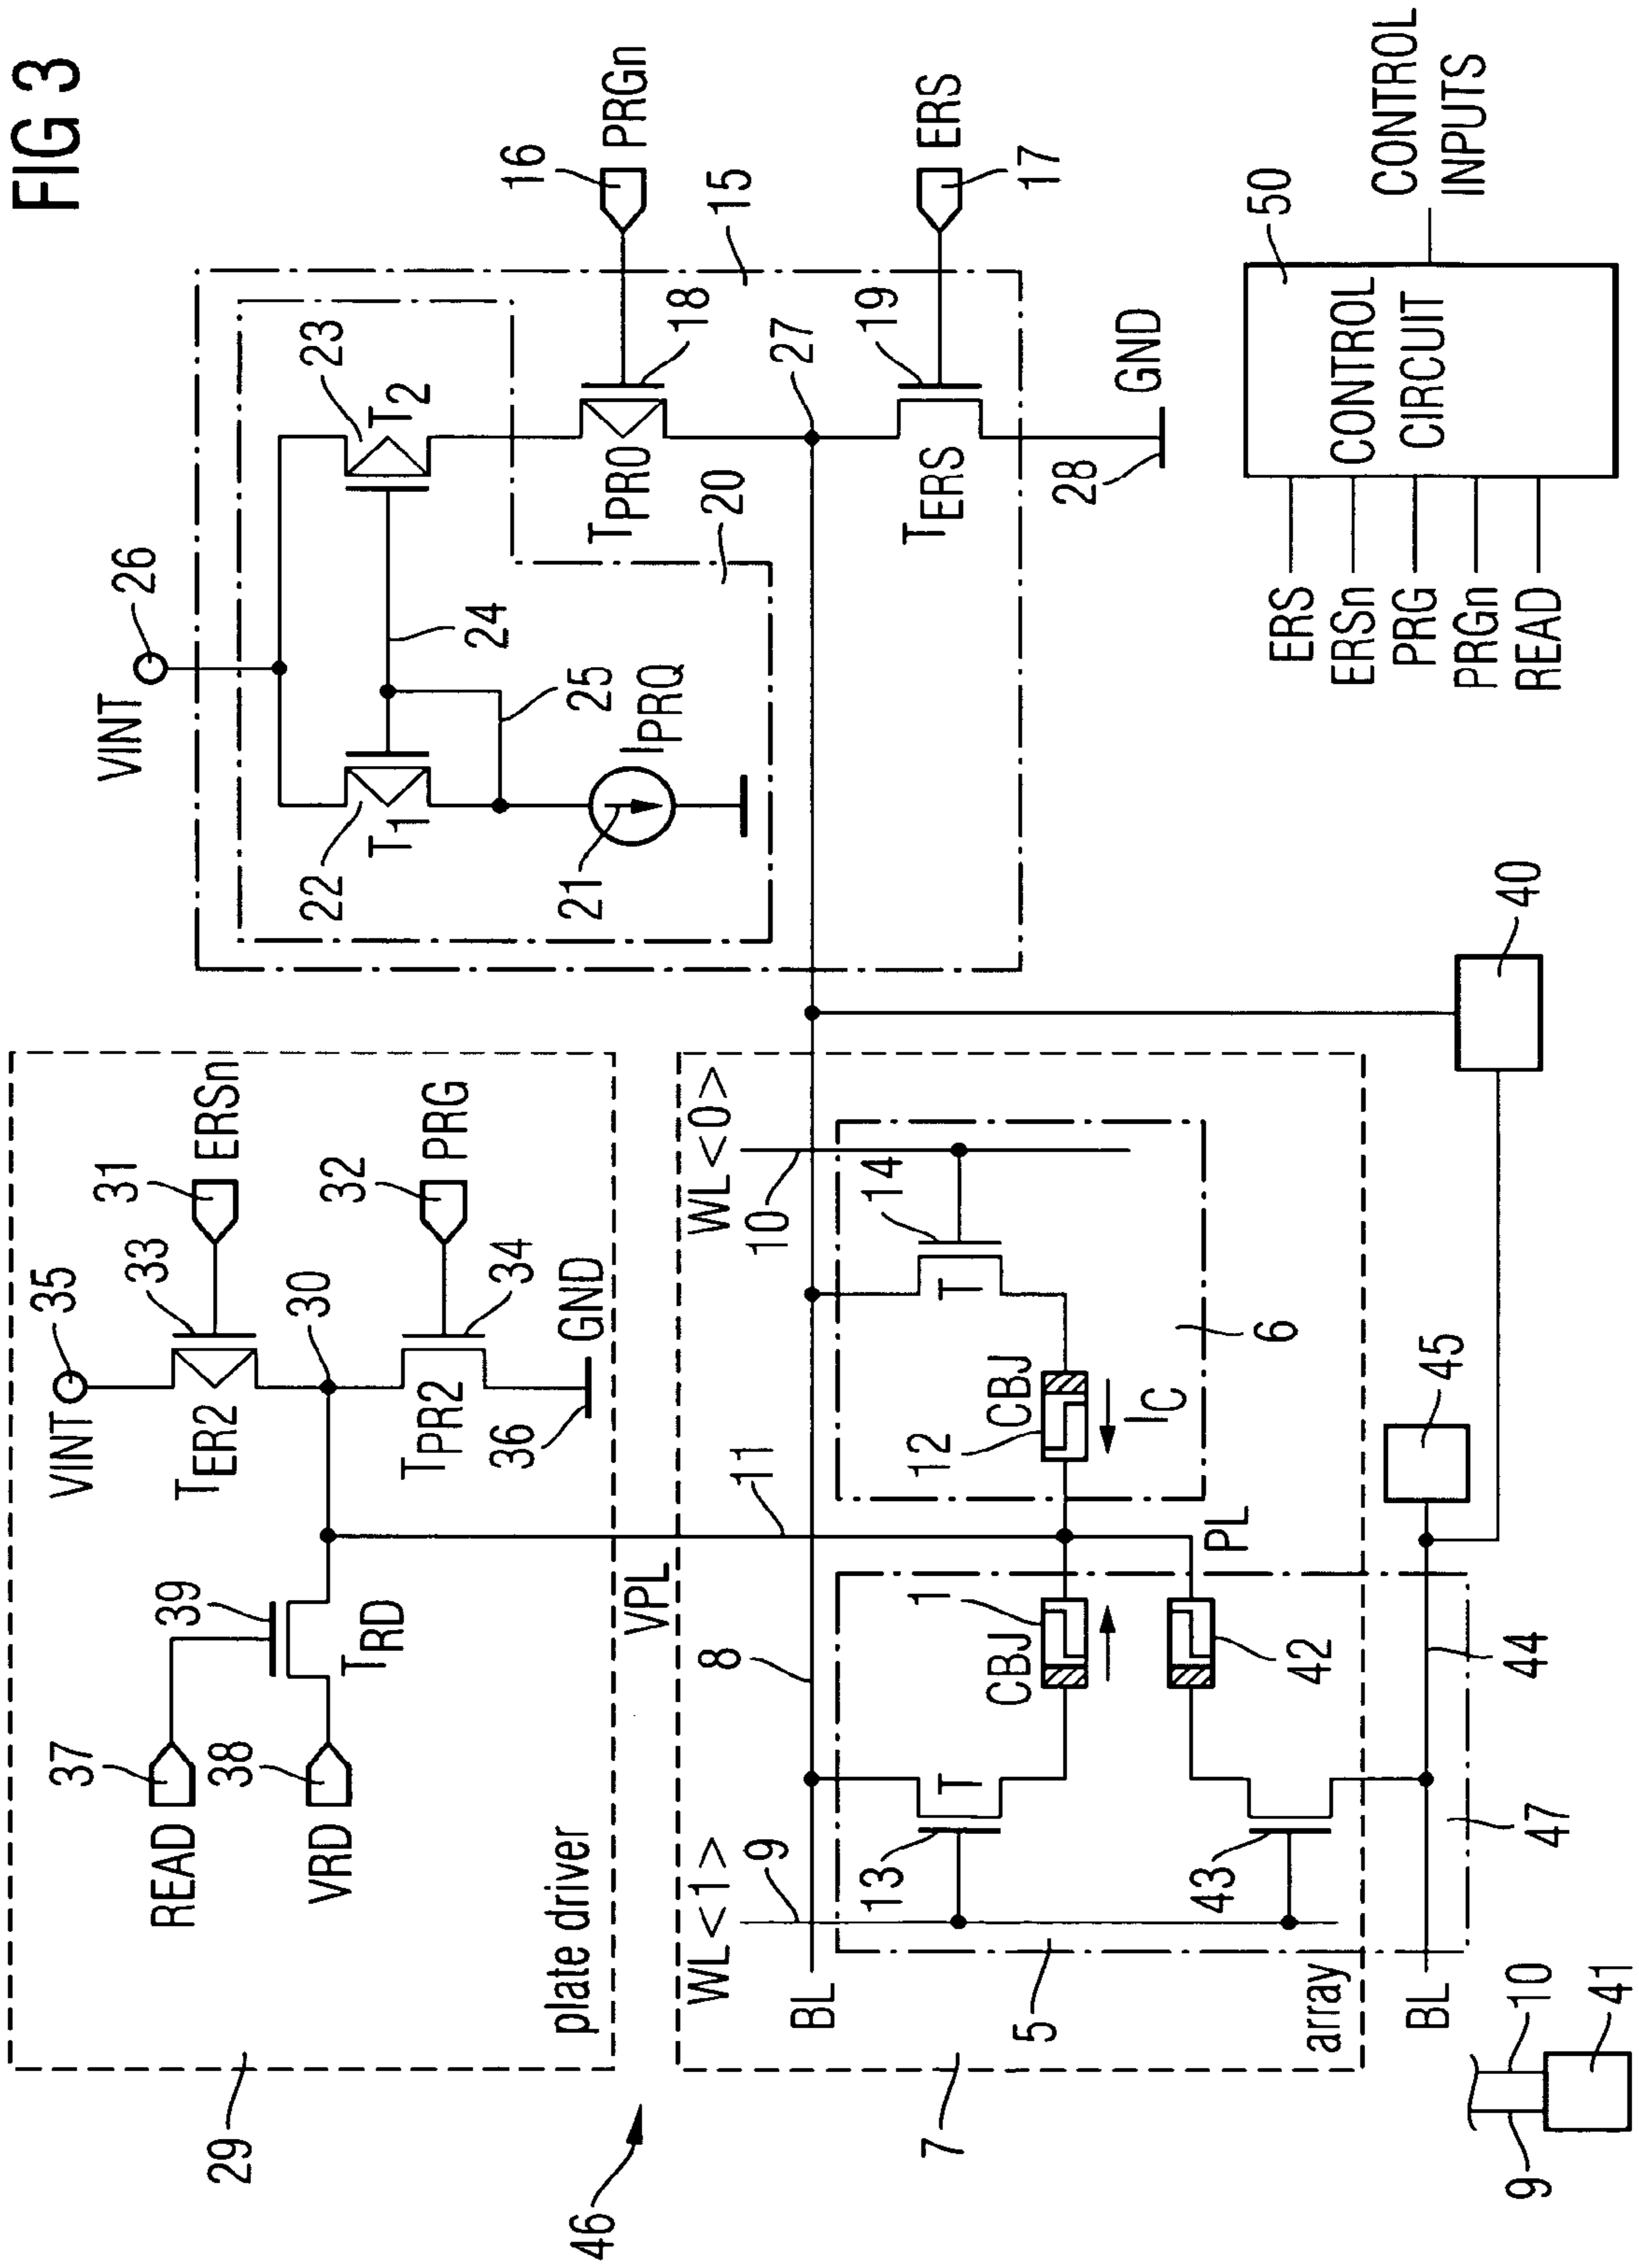 FIG 3
VINT
26
23
T2
22
T1
24
25
21
IPRQ
20
TPRO
18
16
PRGn
15
27
19
TERS
17
ERS
28
GND
50
CONTROL
CIRCUIT
CONTROL
INPUTS
ERS
ERSn
PRG
PRGn
READ
40
29
plate driver
READ
37
VRD
38
39
TRD
VINT
35
33
TER2
31
ERSn
30
32
PRG
34
TPR2
36
GND
VPL
11
46
7
array
WL <1>
9
BL
8
WL <0>
10
14
T
6
CBJ
12
IC
PL
1
CBJ
13
T
5
42
43
45
44
47
BL
9
10
41